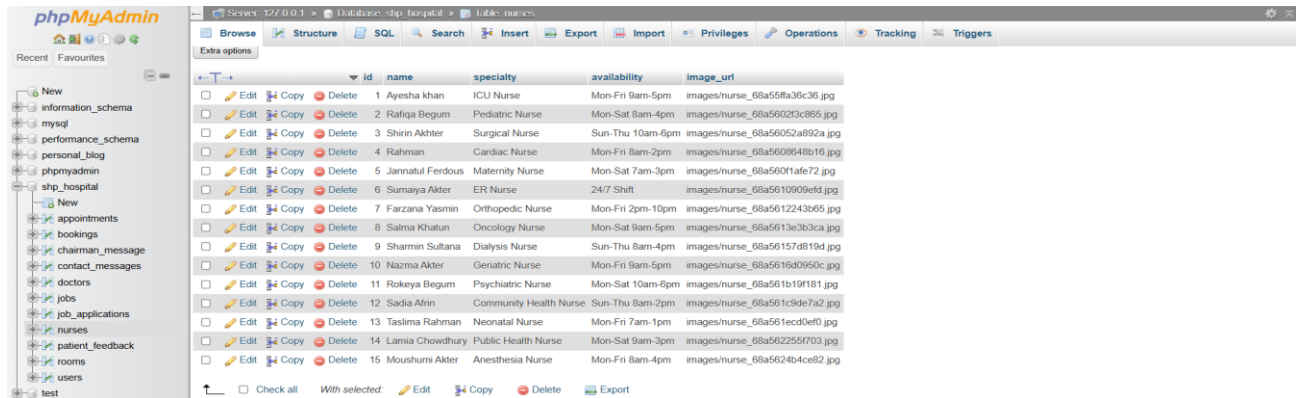 phpMyAdmin
Recent Favourites
New
information_schema
mysql
performance_schema
personal_blog
phpmyadmin
shp_hospital
New
appointments
bookings
chairman_message
contact_messages
doctors
jobs
job_applications
nurses
patient_feedback
rooms
users
test
Server: 127.0.0.1 » Database: shp_hospital » Table: nurses
Browse Structure SQL Search Insert Export Import Privileges Operations Tracking Triggers
Extra options
id name specialty availability image_url
Edit Copy Delete 1 Ayesha khan ICU Nurse Mon-Fri 9am-5pm images/nurse_68a55ffa36c36.jpg
Edit Copy Delete 2 Rafiqa Begum Pediatric Nurse Mon-Sat 8am-4pm images/nurse_68a5602f3c865.jpg
Edit Copy Delete 3 Shirin Akhter Surgical Nurse Sun-Thu 10am-6pm images/nurse_68a56052a892a.jpg
Edit Copy Delete 4 Rahman Cardiac Nurse Mon-Fri 8am-2pm images/nurse_68a5608648b16.jpg
Edit Copy Delete 5 Jannatul Ferdous Maternity Nurse Mon-Sat 7am-3pm images/nurse_68a560f1afe72.jpg
Edit Copy Delete 6 Sumaiya Akter ER Nurse 24/7 Shift images/nurse_68a5610909efd.jpg
Edit Copy Delete 7 Farzana Yasmin Orthopedic Nurse Mon-Fri 2pm-10pm images/nurse_68a5612243b65.jpg
Edit Copy Delete 8 Salma Khatun Oncology Nurse Mon-Sat 9am-5pm images/nurse_68a5613e3b3ca.jpg
Edit Copy Delete 9 Sharmin Sultana Dialysis Nurse Sun-Thu 8am-4pm images/nurse_68a56157d819d.jpg
Edit Copy Delete 10 Nazma Akter Geriatric Nurse Mon-Fri 9am-5pm images/nurse_68a5616d0950c.jpg
Edit Copy Delete 11 Rokeya Begum Psychiatric Nurse Mon-Sat 10am-6pm images/nurse_68a561b19f181.jpg
Edit Copy Delete 12 Sadia Afrin Community Health Nurse Sun-Thu 8am-2pm images/nurse_68a561c9de7a2.jpg
Edit Copy Delete 13 Taslima Rahman Neonatal Nurse Mon-Fri 7am-1pm images/nurse_68a561ecd0ef0.jpg
Edit Copy Delete 14 Lamia Chowdhury Public Health Nurse Mon-Sat 9am-3pm images/nurse_68a562255f703.jpg
Edit Copy Delete 15 Moushumi Akter Anesthesia Nurse Mon-Fri 8am-4pm images/nurse_68a5624b4ce82.jpg
Check all With selected: Edit Copy Delete Export